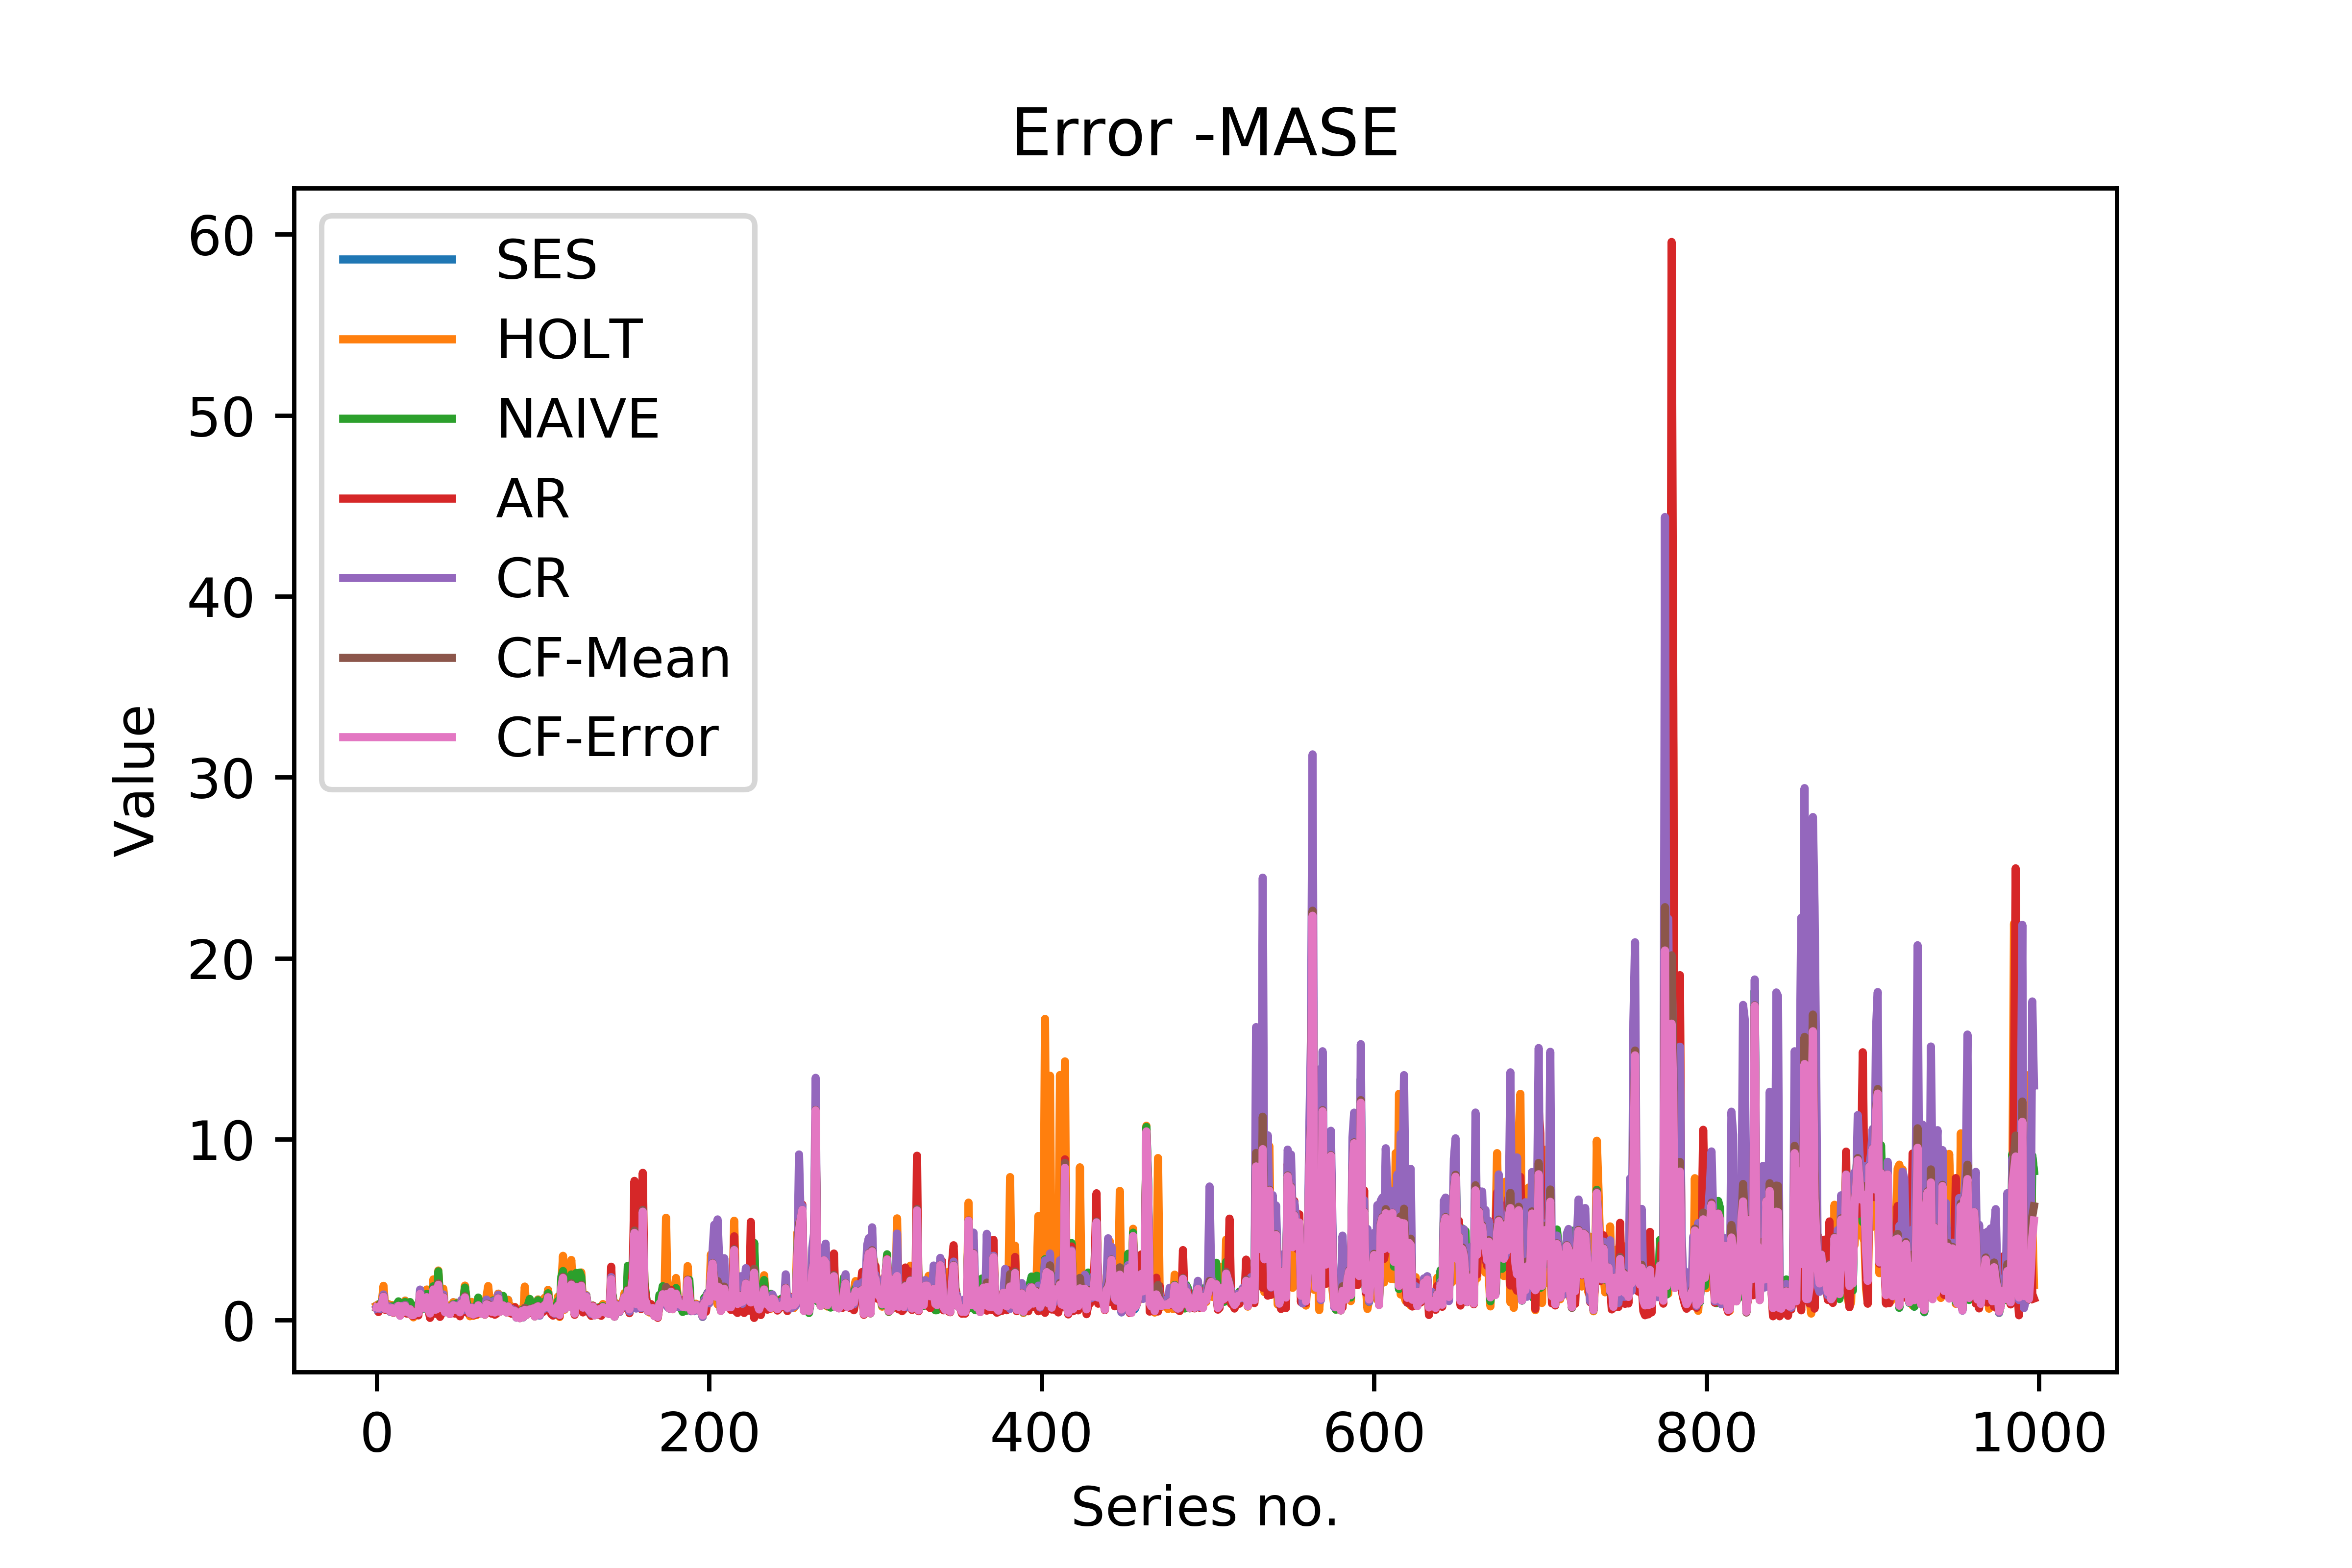 Error -MASE
60
50
40
30
20
10
0
Value
SES
HOLT
NAIVE
AR
CR
CF-Mean
CF-Error
0 200 400 600 800 1000
Series no.